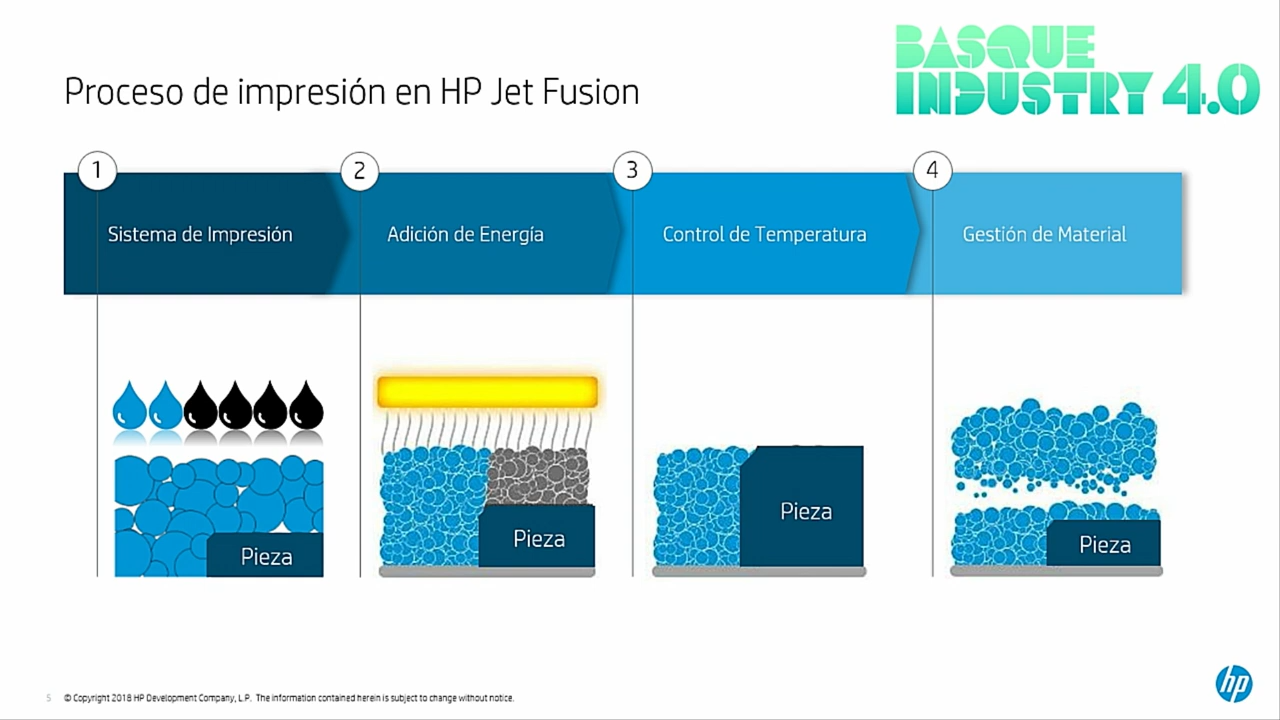 BASQUE
INDUSTRY 4.0
Proceso de impresión en HP Jet Fusion
1
2
3
4
Sistema de Impresión
Adición de Energía
Control de Temperatura
Gestión de Material
Pieza
Pieza
Pieza
Pieza
5 © Copyright 2018 HP Development Company, L.P. The information contained herein is subject to change without notice.
hp